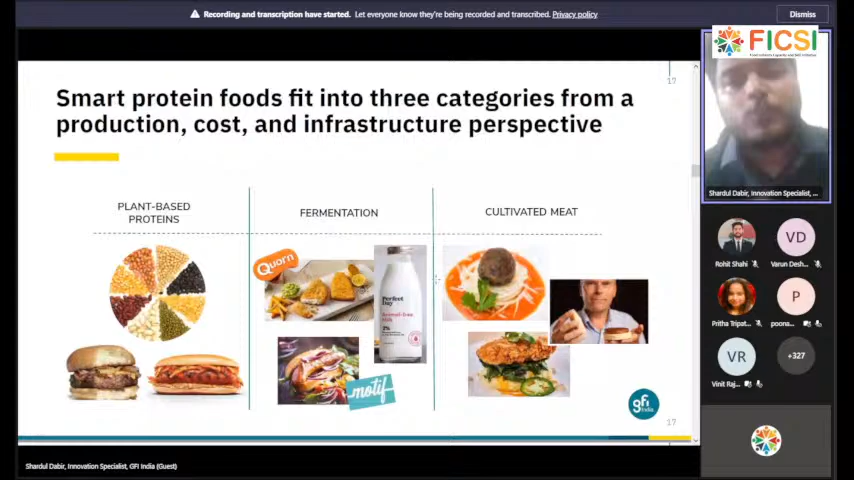 Recording and transcription have started. Let everyone know they're being recorded and transcribed. Privacy policy
Dismiss
FICSI
17
Smart protein foods fit into three categories from a
production, cost, and infrastructure perspective
PLANT-BASED
PROTEINS
FERMENTATION
CULTIVATED MEAT
Quorn
Perfect
Day
motif
gfi
India
17
Shardul Dabir, Innovation Specialist, ...
Rohit Shahi
VD
Varun Desh...
Pritha Tripat...
P
poona...
VR
Vinit Raj...
+327
Shardul Dabir, Innovation Specialist, GFI India (Guest)